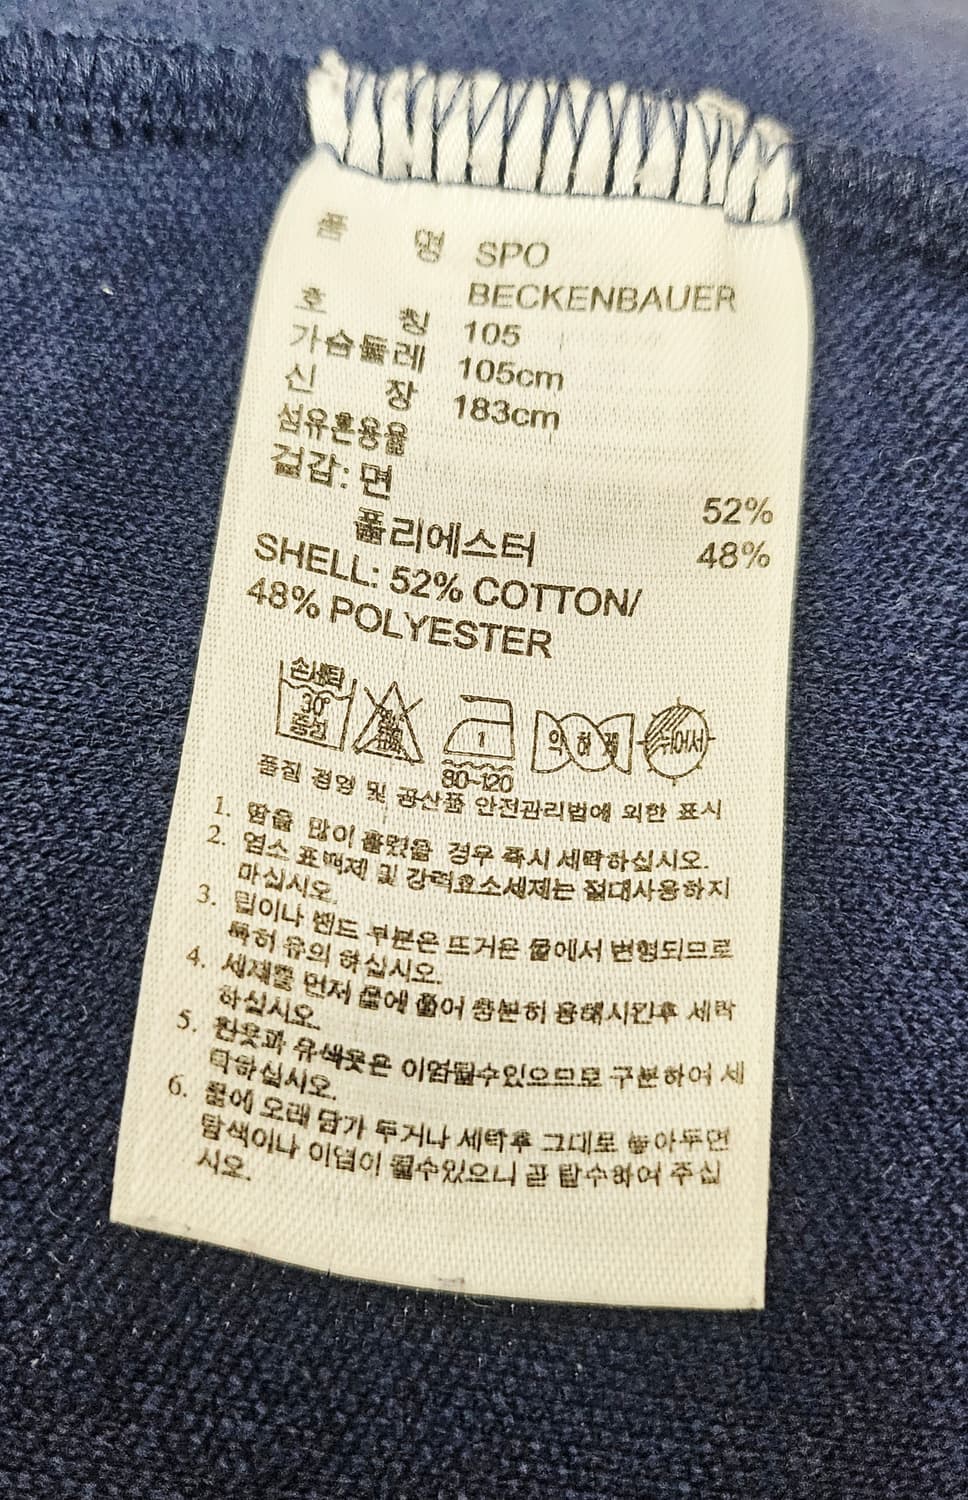 품 명 SPO
BECKENBAUER
호 칭 105
가슴둘레 105cm
신 장 183cm
섬유혼용율
겉감: 면 52%
폴리에스터 48%
SHELL: 52% COTTON/
48% POLYESTER
손세탁
30°
중성
1
80~120
약하게
뉘어서
품질 경영 및 공산품 안전관리법에 의한 표시
1. 땀을 많이 흘렸을 경우 즉시 세탁하십시오.
2. 염소 표백제 및 강력효소세제는 절대사용하지
마십시오.
3. 립이나 밴드 부분은 뜨거운 물에서 변형되므로
특히 유의 하십시오.
4. 세제를 먼저 물에 풀어 충분히 용해시킨후 세탁
하십시오.
5. 흰옷과 유색옷은 이염될수있으므로 구분하여 세
탁하십시오.
6. 물에 오래 담가 두거나 세탁후 그대로 놓아두면
탈색이나 이염이 될수있으니 곧 탈수하여 주십
시오.